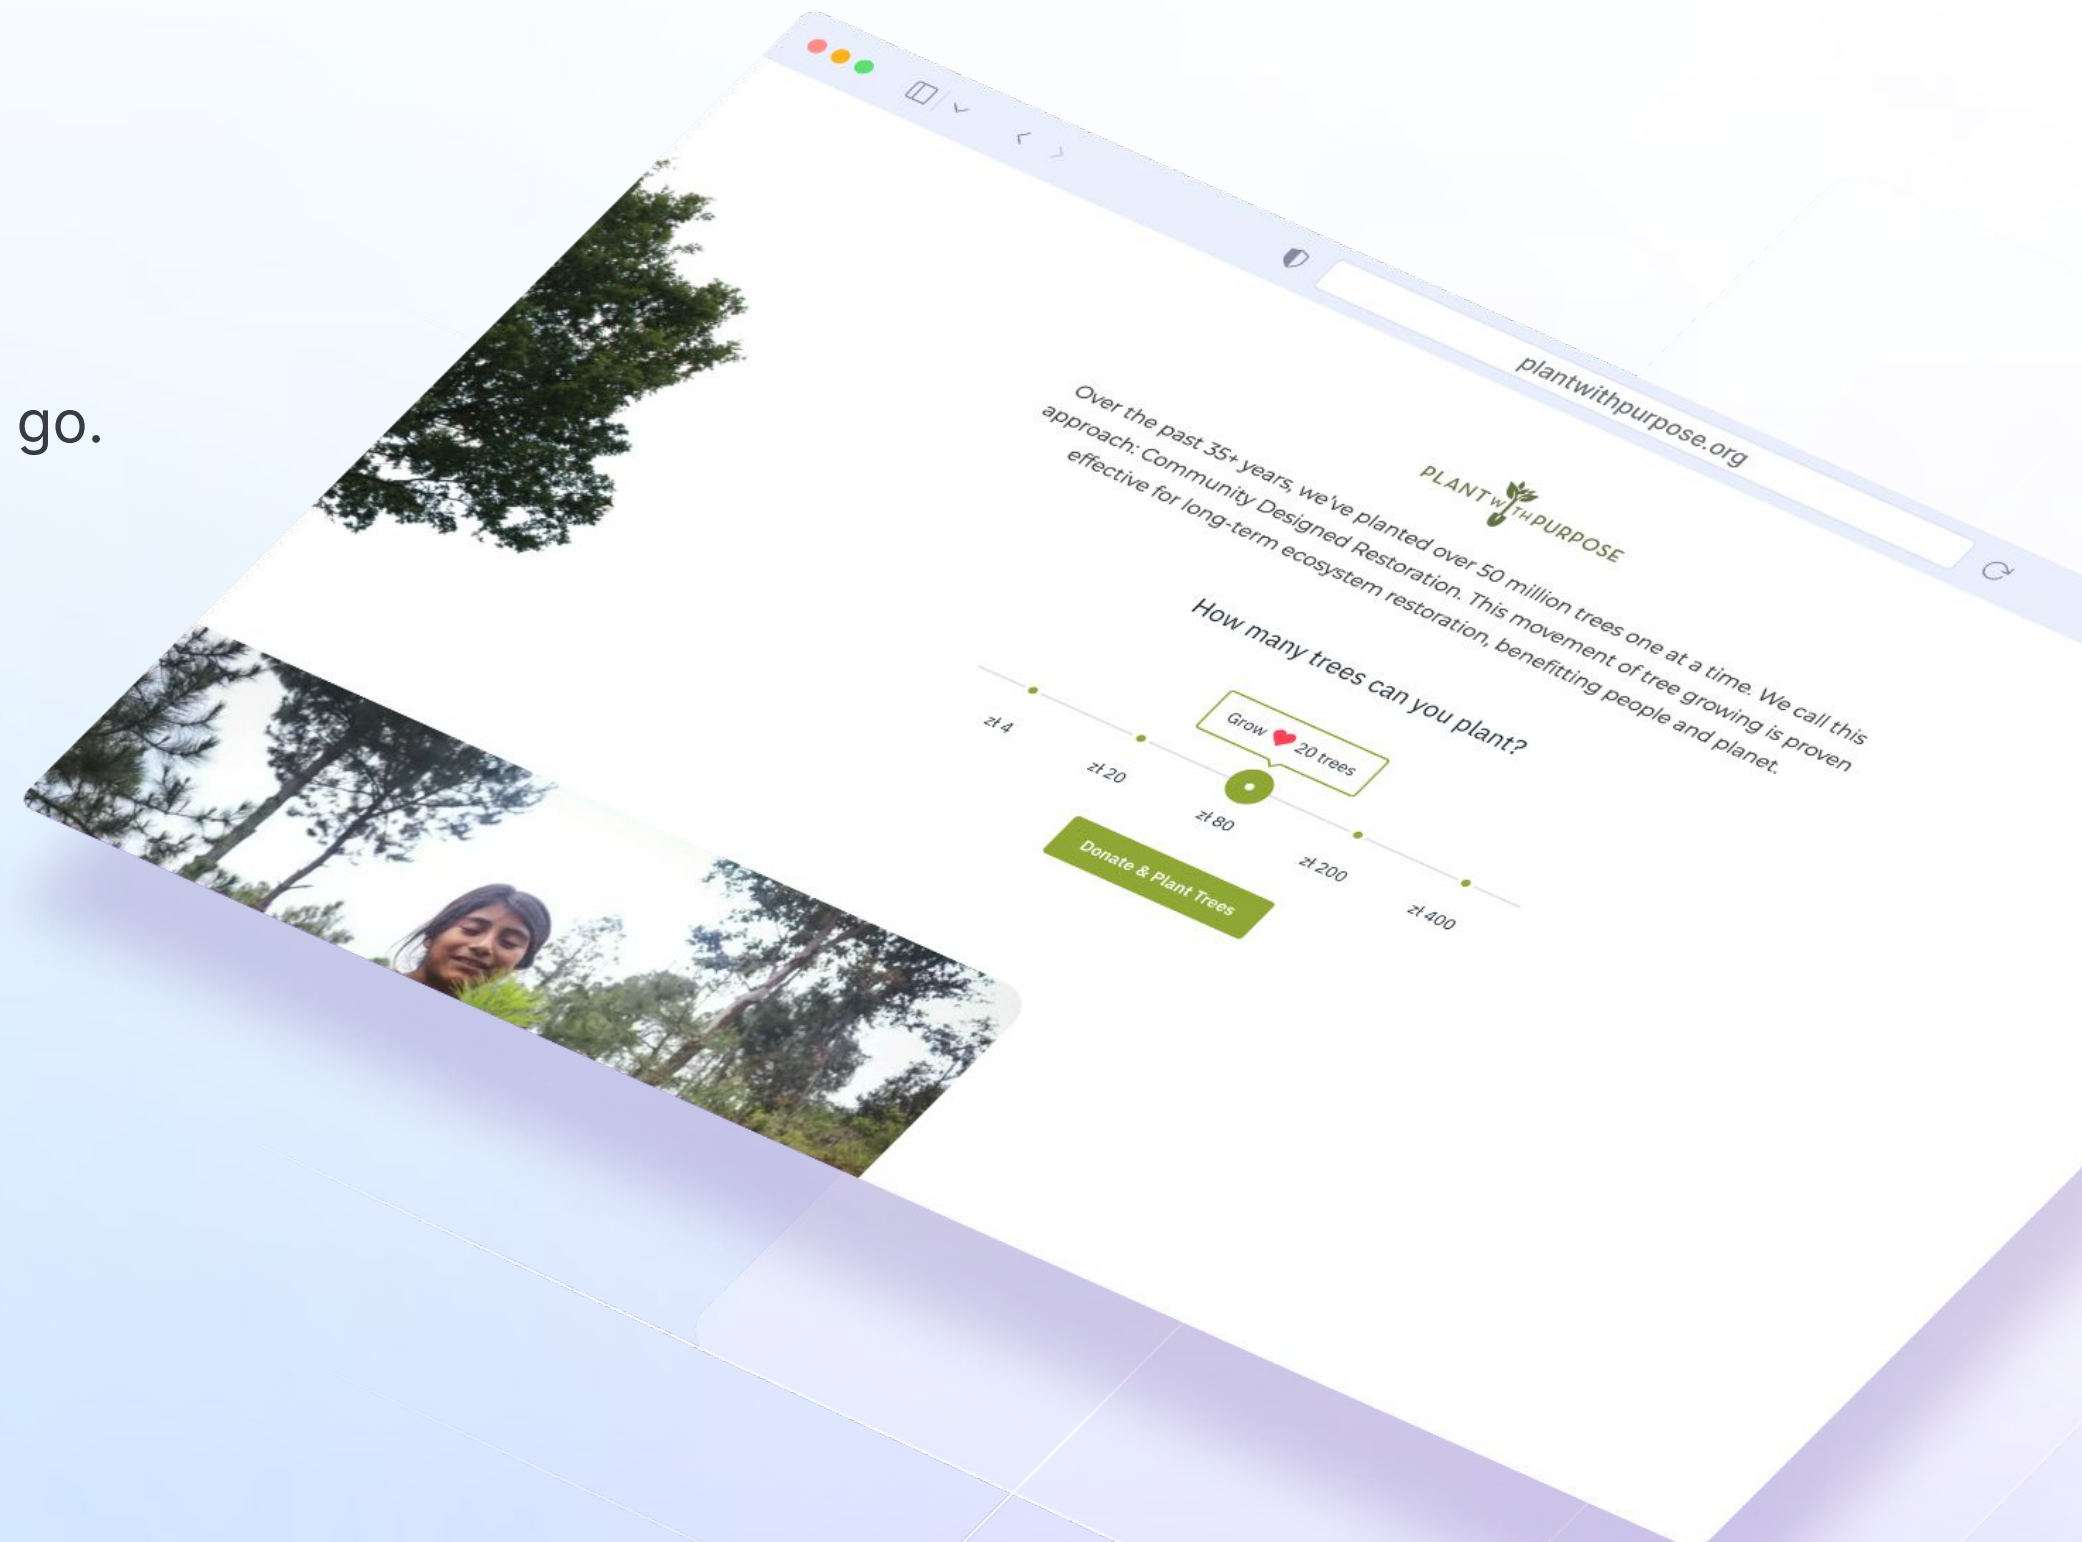 go.
plantwithpurpose.org
PLANT WITH PURPOSE
Over the past 35+ years, we've planted over 50 million trees one at a time. We call this
approach: Community Designed Restoration. This movement of tree growing is proven
effective for long-term ecosystem restoration, benefitting people and planet.
How many trees can you plant?
Grow ❤️ 20 trees
zł 4
zł 20
zł 80
zł 200
zł 400
Donate & Plant Trees